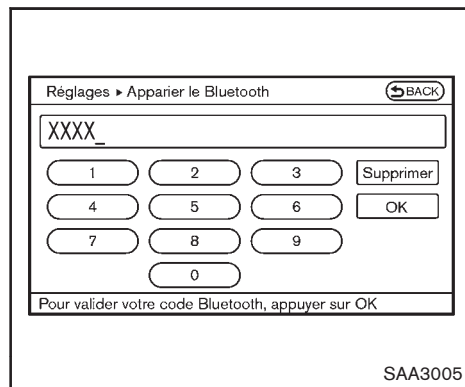 Réglages ▸ Apparier le Bluetooth BACK
XXXX_
1 2 3 Supprimer
4 5 6 OK
7 8 9
0
Pour valider votre code Bluetooth, appuyer sur OK
SAA3005